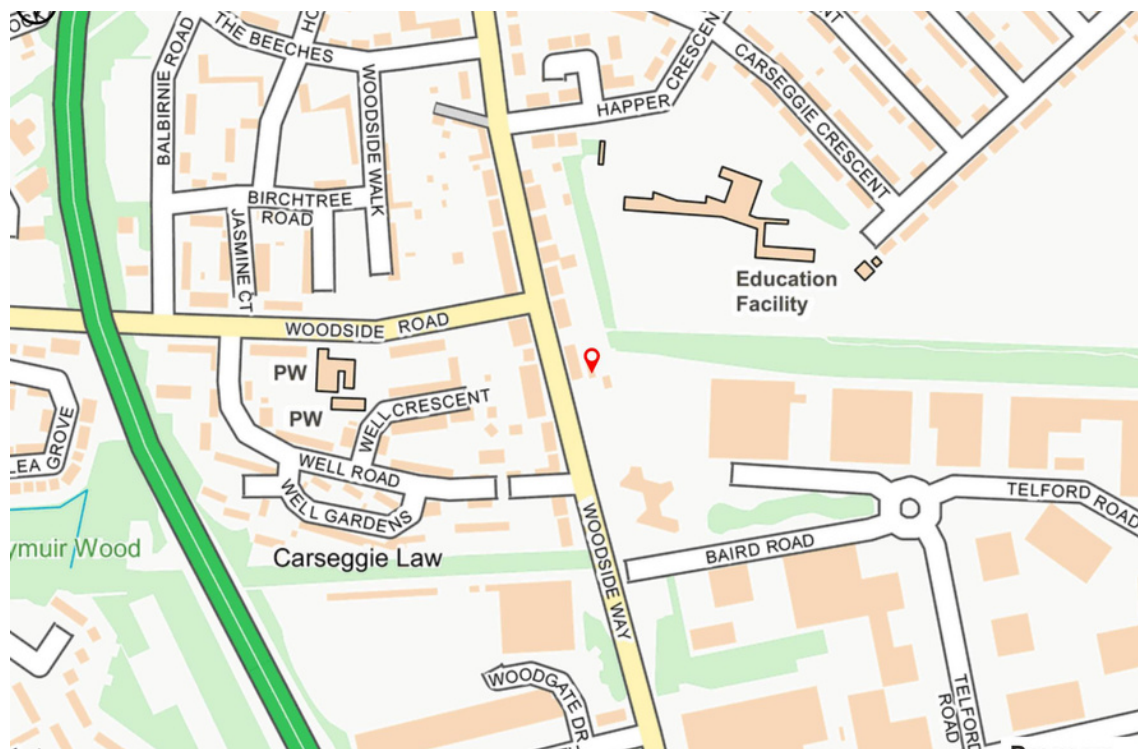 THE BEECHES
BALBIRNIE ROAD
WOODSIDE WALK
HAPPER CRESCENT
CARSEGGIE CRESCENT
BIRCHTREE
ROAD
JASMINE CT
Education
Facility
WOODSIDE ROAD
PW
PW
WELL CRESCENT
GROVE
WELL ROAD
WELL GARDENS
TELFORD ROAD
ymuir Wood
Carseggie Law
BAIRD ROAD
WOODSIDE WAY
WOODGATE DR
TELFORD
ROAD